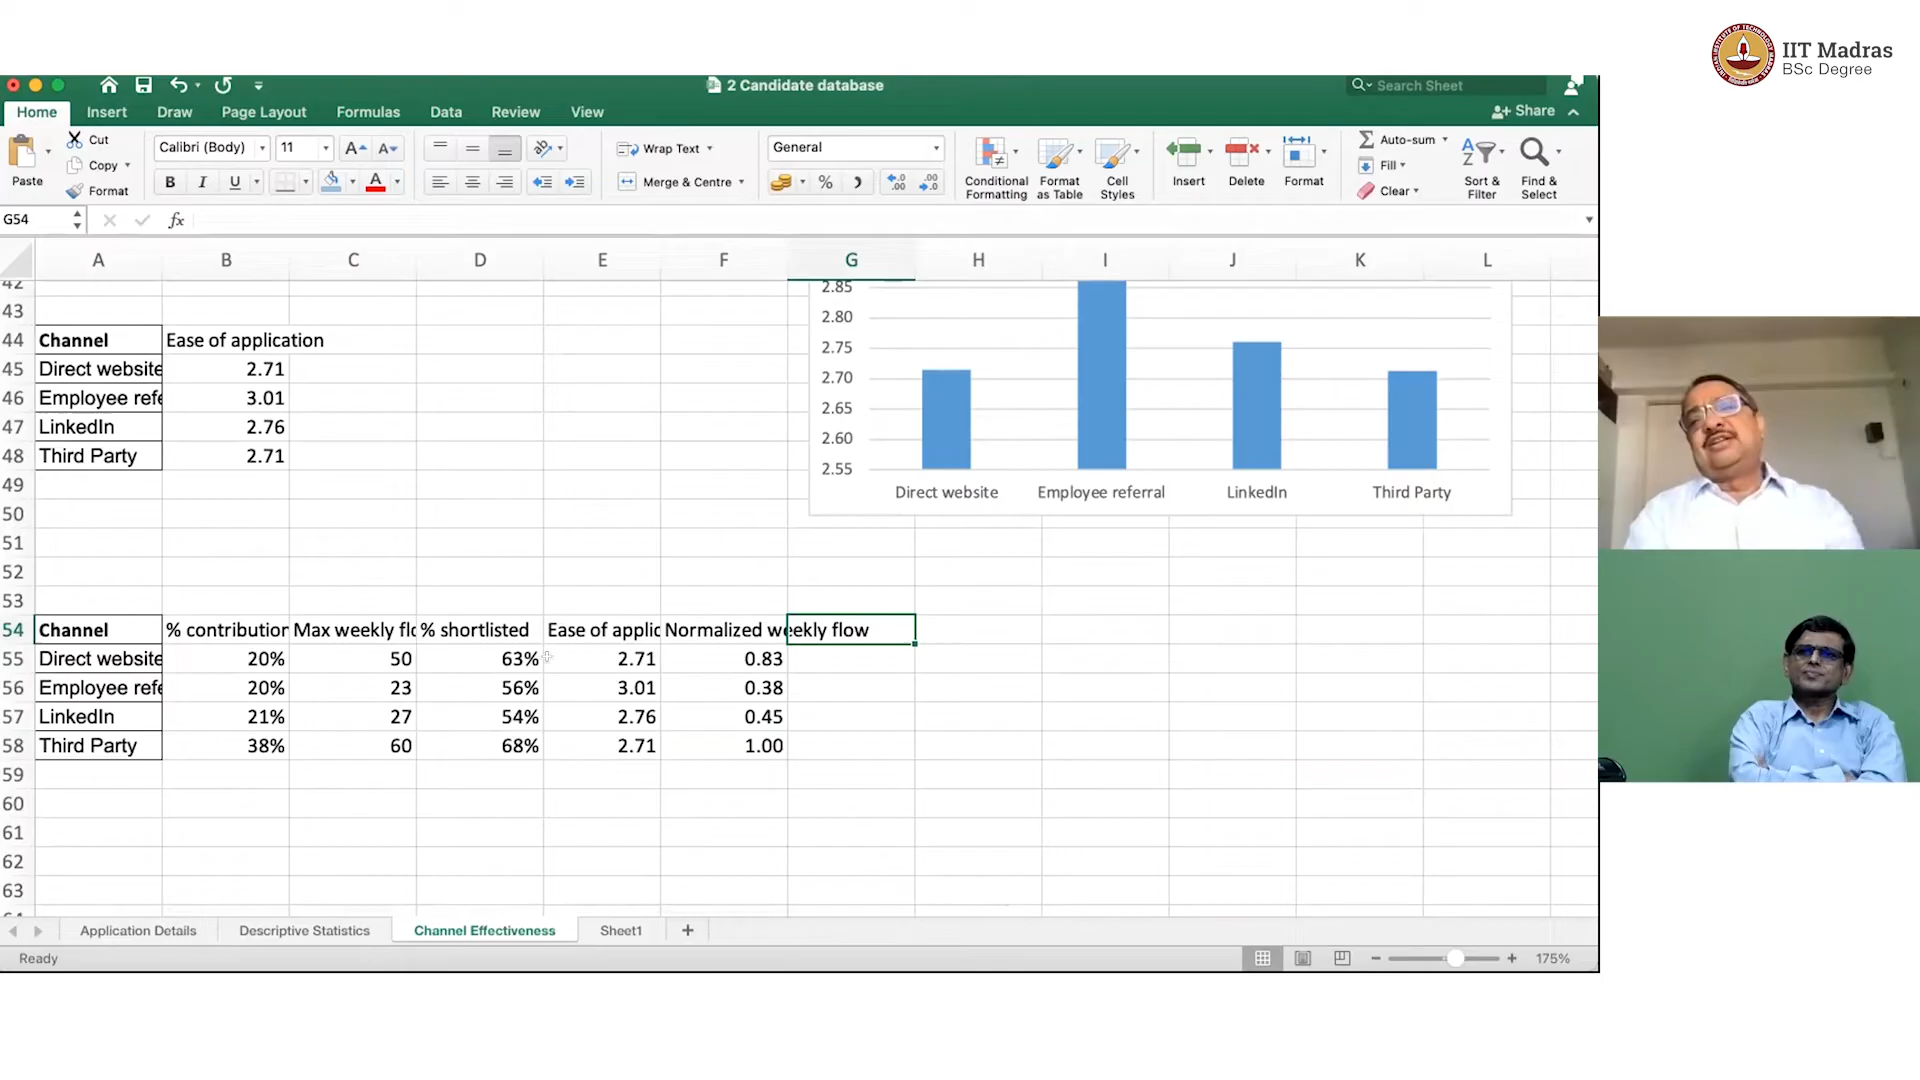 IIT Madras
BSc Degree
2 Candidate database
Search Sheet
Home Insert Draw Page Layout Formulas Data Review View
Share
Paste
Cut
Copy
Format
Calibri (Body) 11
Wrap Text
Merge & Centre
General
Conditional Formatting
Format as Table
Cell Styles
Insert
Delete
Format
Auto-sum
Fill
Clear
Sort & Filter
Find & Select
G54 fx
A B C D E F G H I J K L
42
43
44 Channel Ease of application
45 Direct website 2.71
46 Employee refe 3.01
47 LinkedIn 2.76
48 Third Party 2.71
49
50
51
52
53
2.85
2.80
2.75
2.70
2.65
2.60
2.55
Direct website Employee referral LinkedIn Third Party
54 Channel % contribution Max weekly flo % shortlisted Ease of applic Normalized weekly flow
55 Direct website 20% 50 63% 2.71 0.83
56 Employee refe 20% 23 56% 3.01 0.38
57 LinkedIn 21% 27 54% 2.76 0.45
58 Third Party 38% 60 68% 2.71 1.00
59
60
61
62
63
Application Details Descriptive Statistics Channel Effectiveness Sheet1
Ready
175%